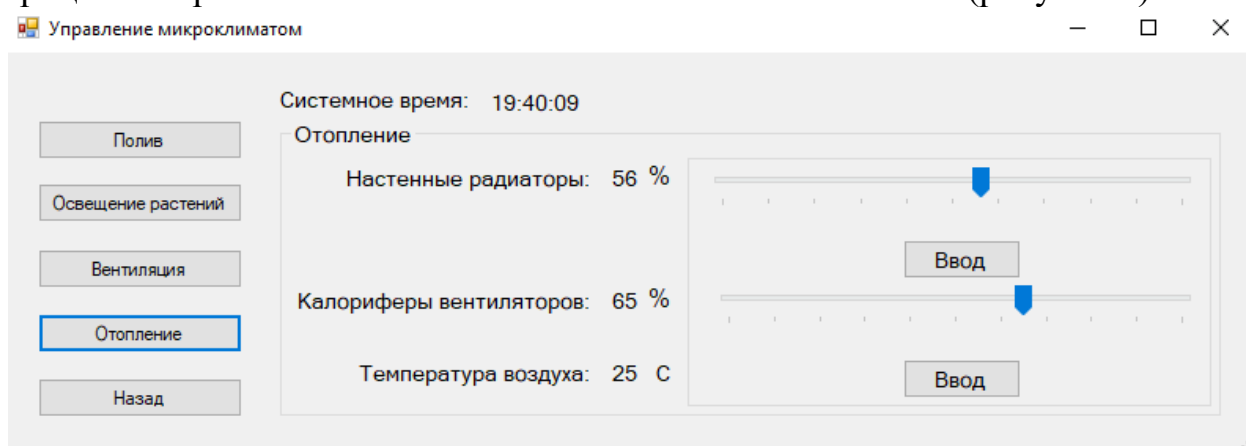 Управление микроклиматом
Системное время: 19:40:09
Полив
Отопление
Настенные радиаторы: 56 %
Освещение растений
Ввод
Вентиляция
Калориферы вентиляторов: 65 %
Отопление
Температура воздуха: 25 C
Ввод
Назад